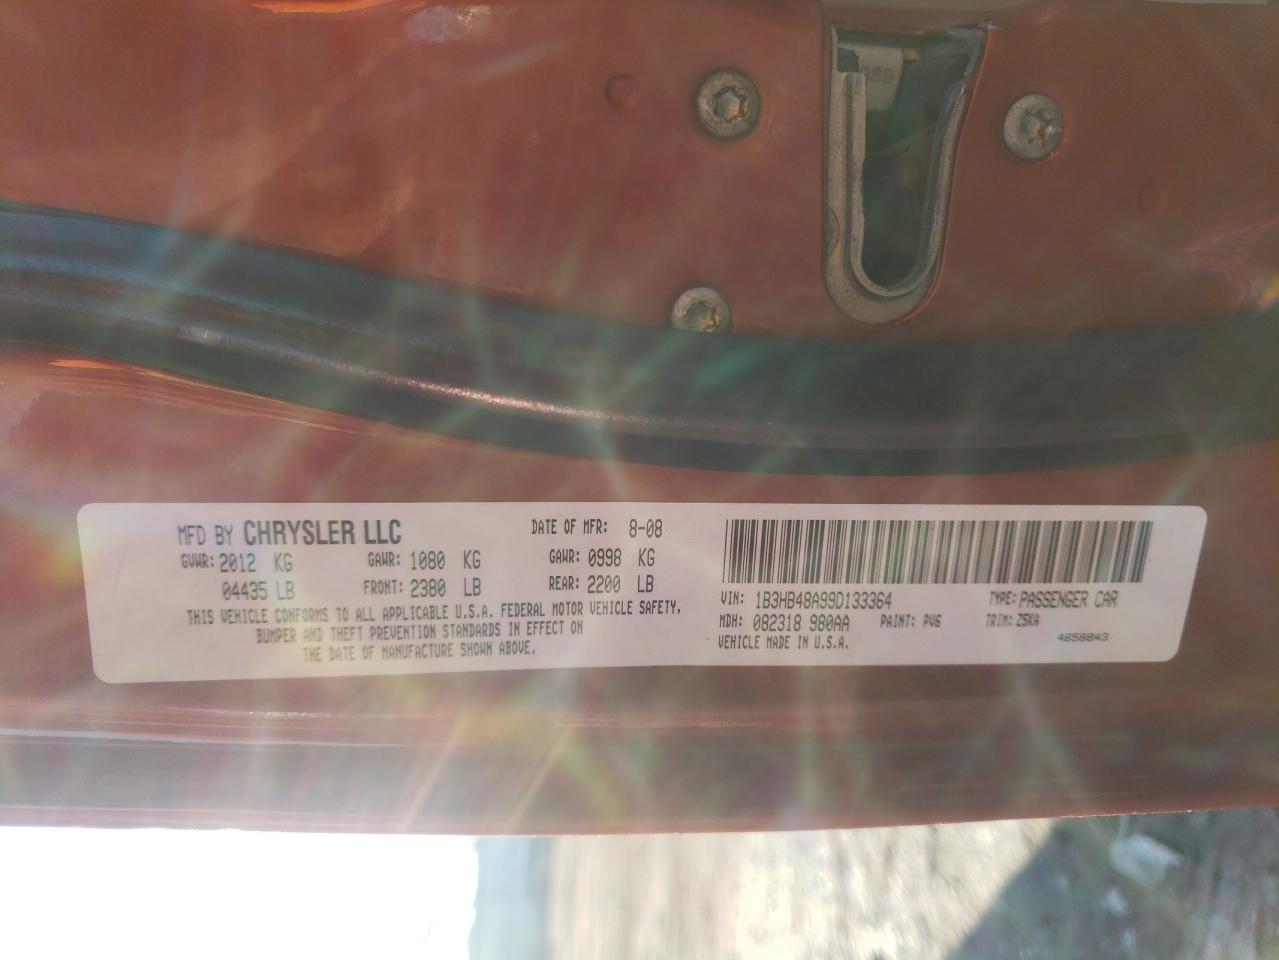 MFD BY CHRYSLER LLC DATE OF MFR: 8-08
GVWR: 2012 KG GAWR: 1080 KG GAWR: 0998 KG
04435 LB FRONT: 2380 LB REAR: 2200 LB
THIS VEHICLE CONFORMS TO ALL APPLICABLE U.S.A. FEDERAL MOTOR VEHICLE SAFETY,
BUMPER AND THEFT PREVENTION STANDARDS IN EFFECT ON
THE DATE OF MANUFACTURE SHOWN ABOVE.
VIN: 1B3HB48A99D133364 TYPE: PASSENGER CAR
MDH: 082318 980AA PAINT: PV6 TRIM: Z5KA
VEHICLE MADE IN U.S.A. 4658843